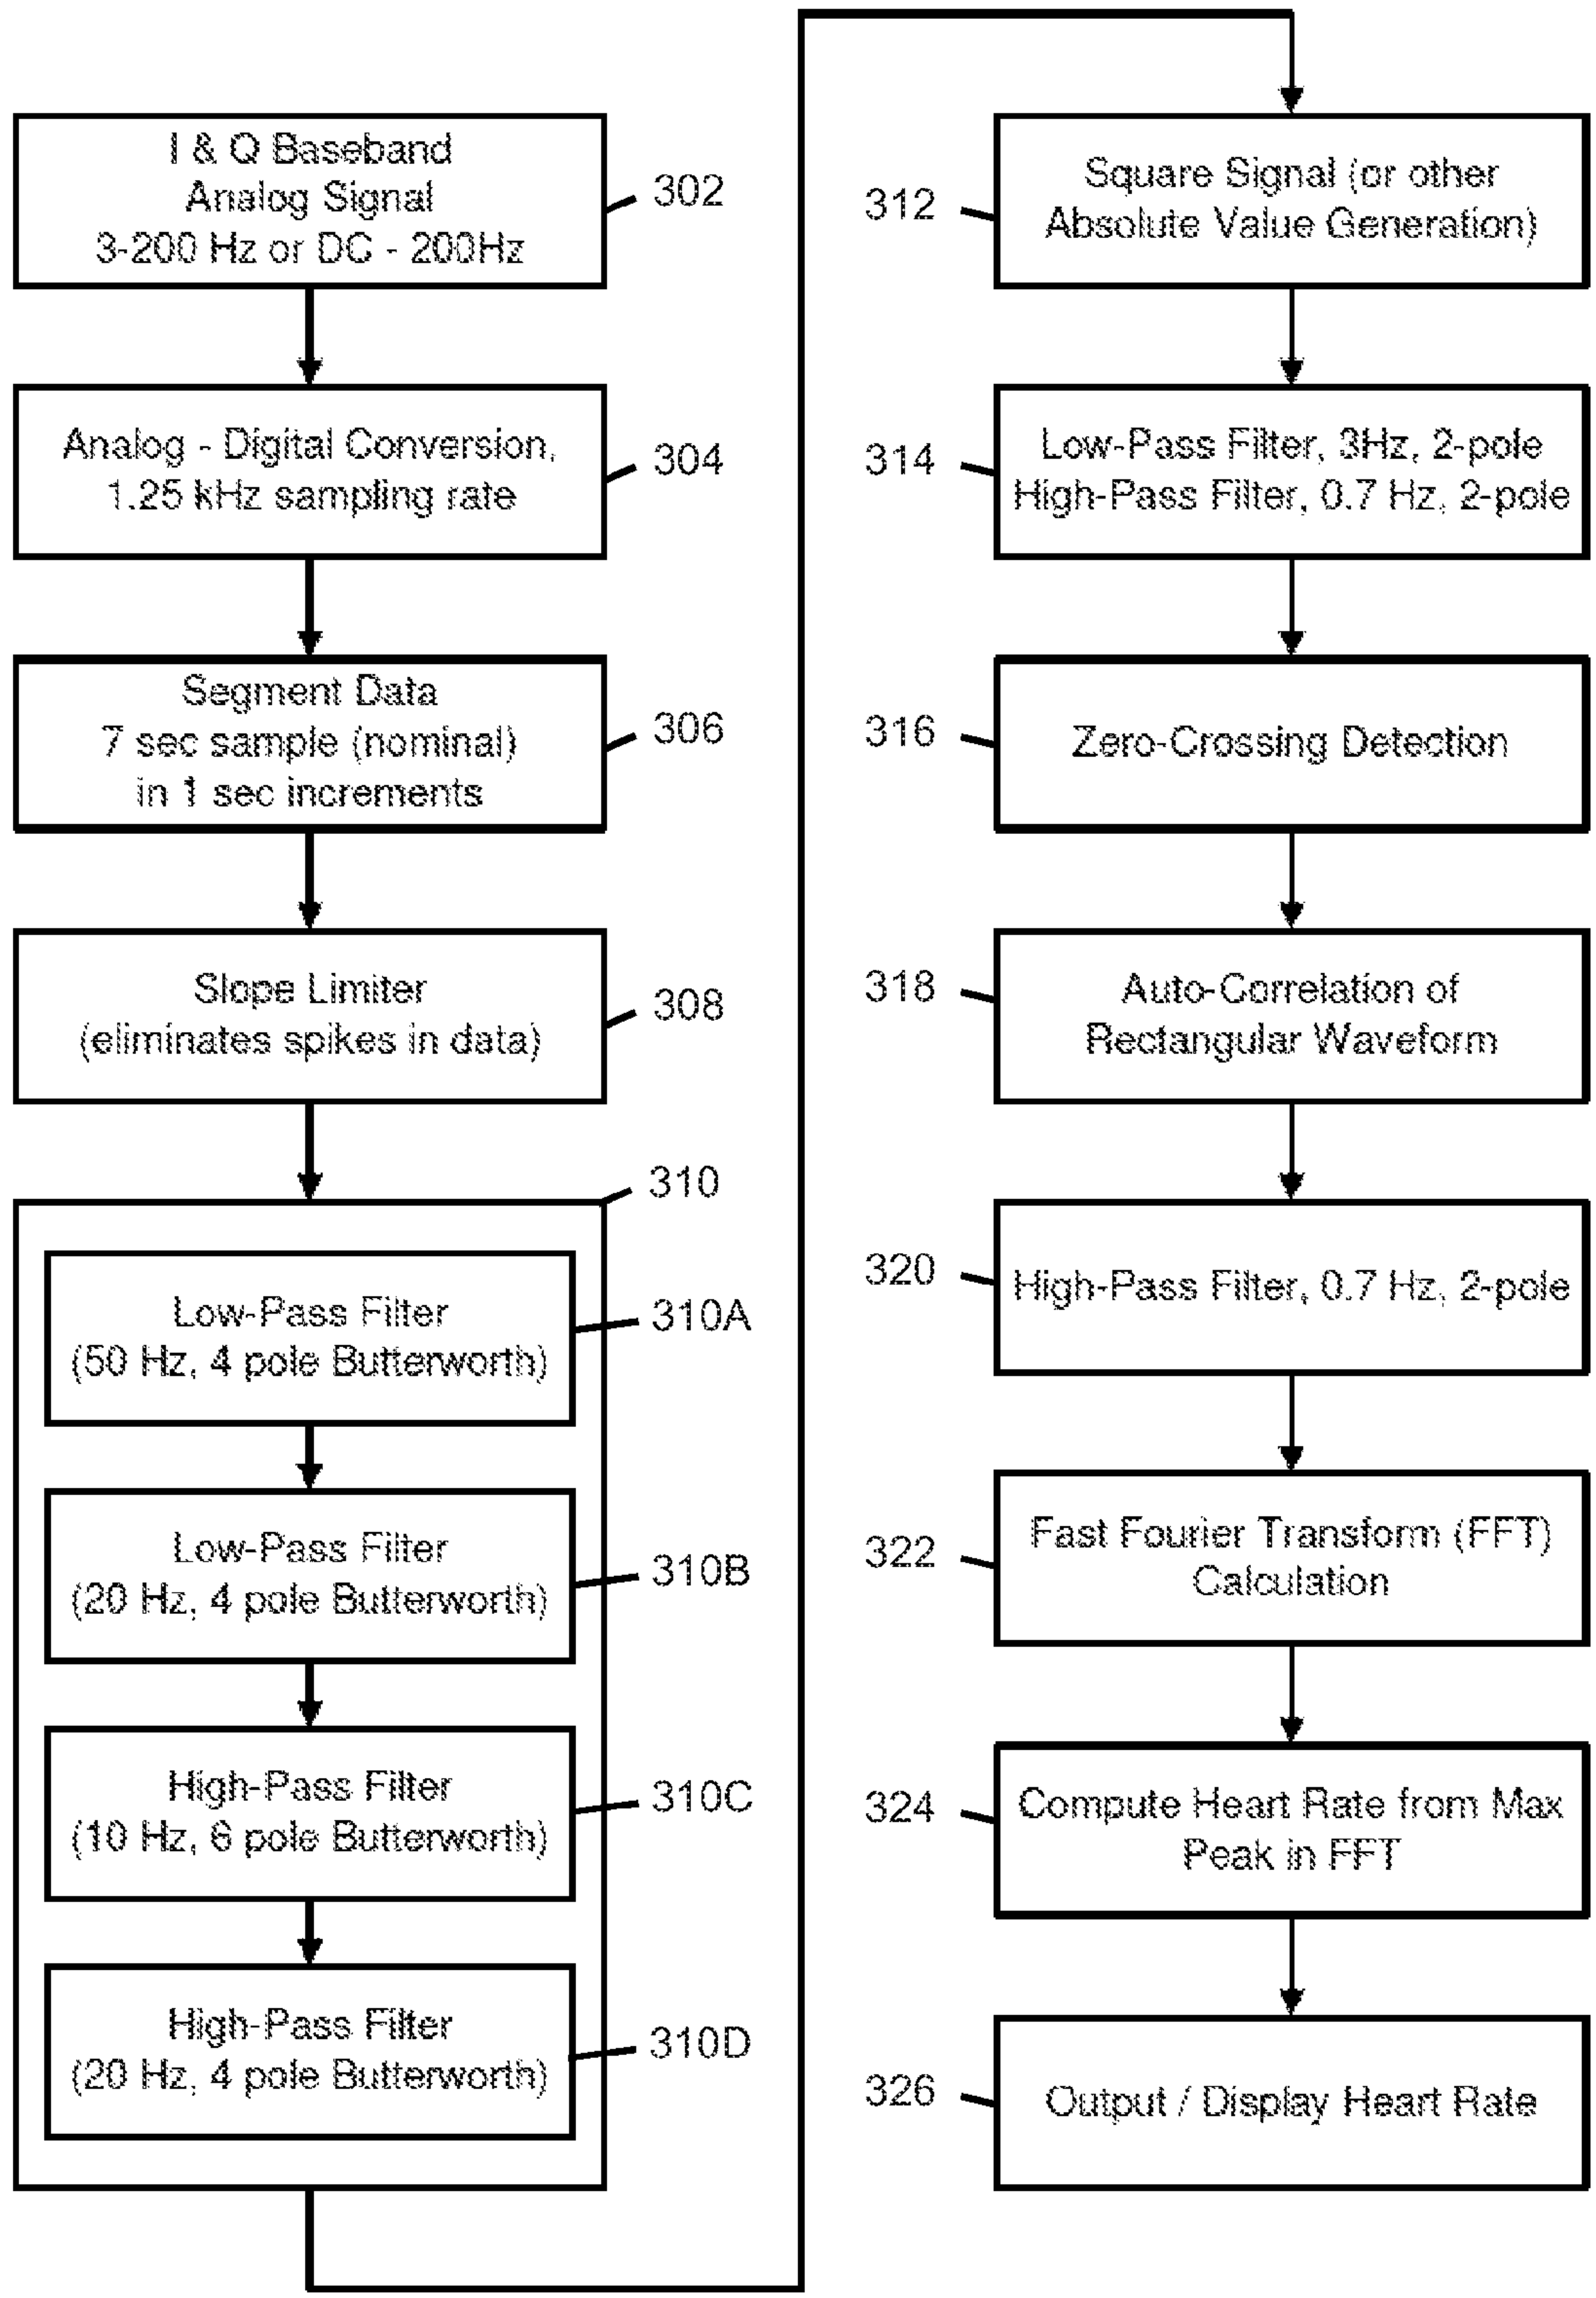 I & Q Baseband
Analog Signal
3-200 Hz or DC - 200Hz
302
Analog - Digital Conversion,
1.25 kHz sampling rate
304
Segment Data
7 sec sample (nominal)
in 1 sec increments
306
Slope Limiter
(eliminates spikes in data)
308
310
Low-Pass Filter
(50 Hz, 4 pole Butterworth)
310A
Low-Pass Filter
(20 Hz, 4 pole Butterworth)
310B
High-Pass Filter
(10 Hz, 6 pole Butterworth)
310C
High-Pass Filter
(20 Hz, 4 pole Butterworth)
310D
312
Square Signal (or other
Absolute Value Generation)
314
Low-Pass Filter, 3Hz, 2-pole
High-Pass Filter, 0.7 Hz, 2-pole
316
Zero-Crossing Detection
318
Auto-Correlation of
Rectangular Waveform
320
High-Pass Filter, 0.7 Hz, 2-pole
322
Fast Fourier Transform (FFT)
Calculation
324
Compute Heart Rate from Max
Peak in FFT
326
Output / Display Heart Rate